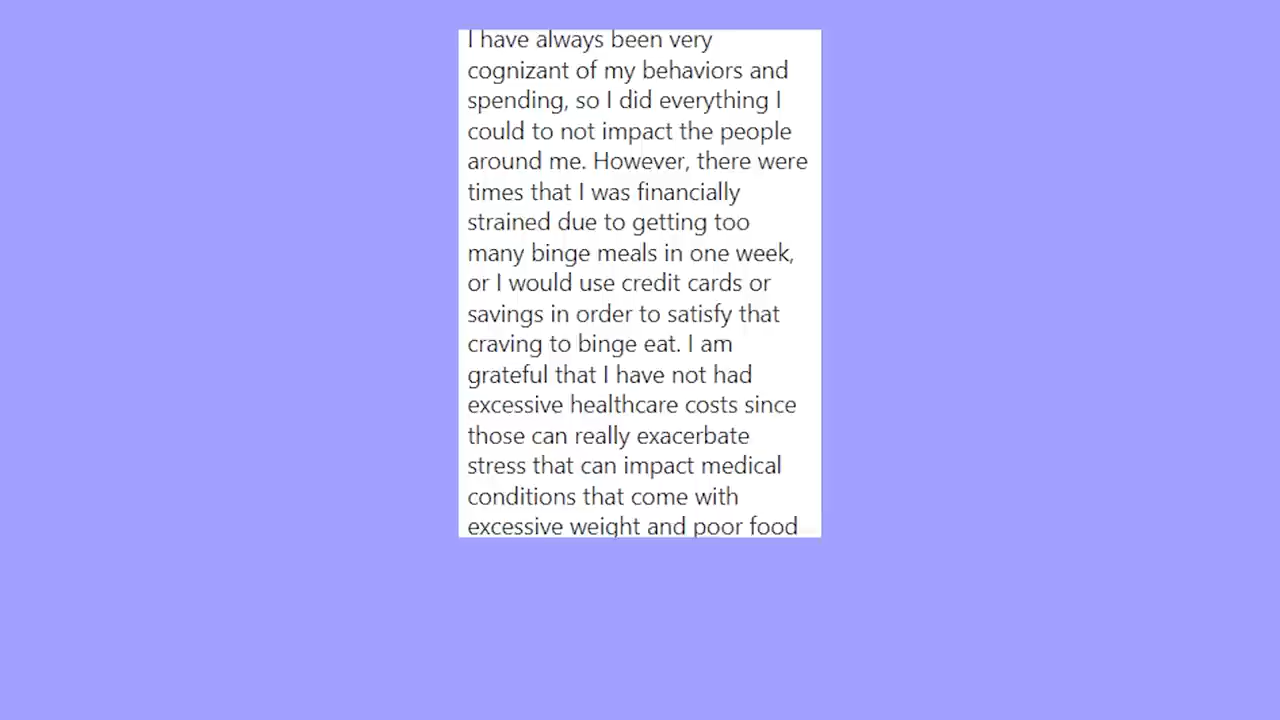 I have always been very
cognizant of my behaviors and
spending, so I did everything I
could to not impact the people
around me. However, there were
times that I was financially
strained due to getting too
many binge meals in one week,
or I would use credit cards or
savings in order to satisfy that
craving to binge eat. I am
grateful that I have not had
excessive healthcare costs since
those can really exacerbate
stress that can impact medical
conditions that come with
excessive weight and poor food